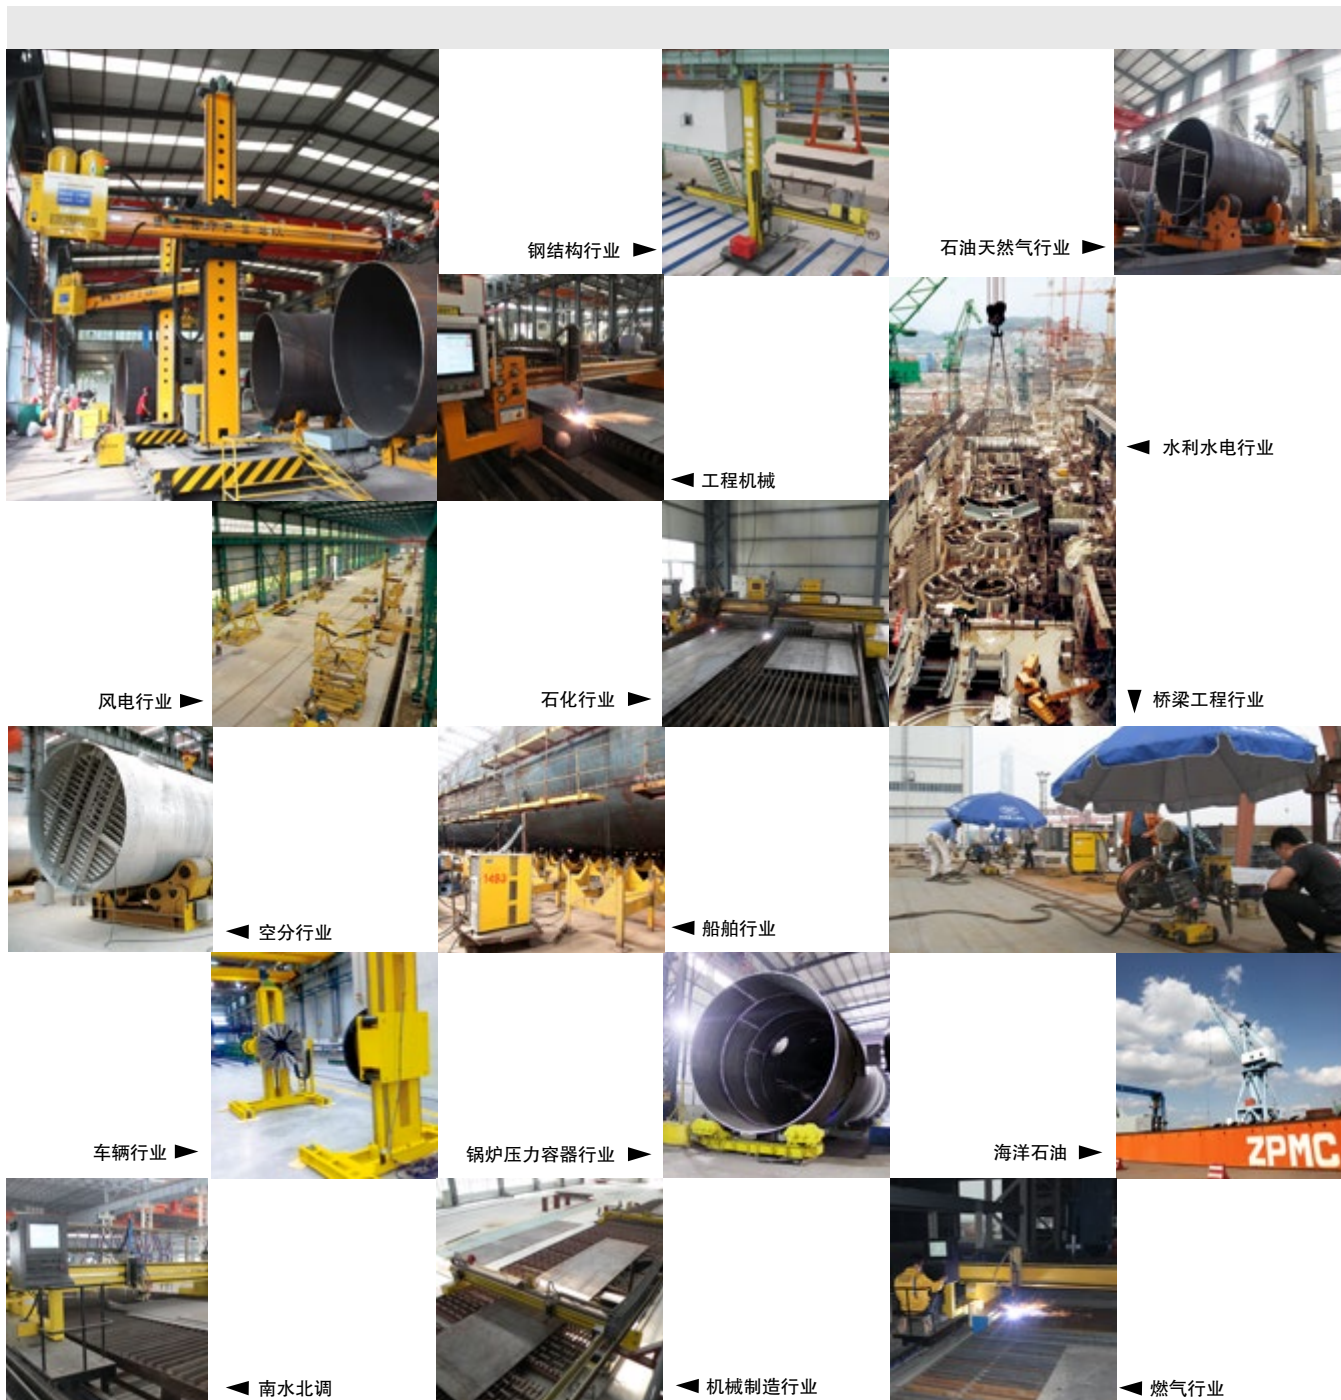 钢结构行业
石油天然气行业
水利水电行业
工程机械
风电行业
石化行业
桥梁工程行业
1493
空分行业
船舶行业
车辆行业
锅炉压力容器行业
海洋石油
ZPMC
南水北调
机械制造行业
燃气行业